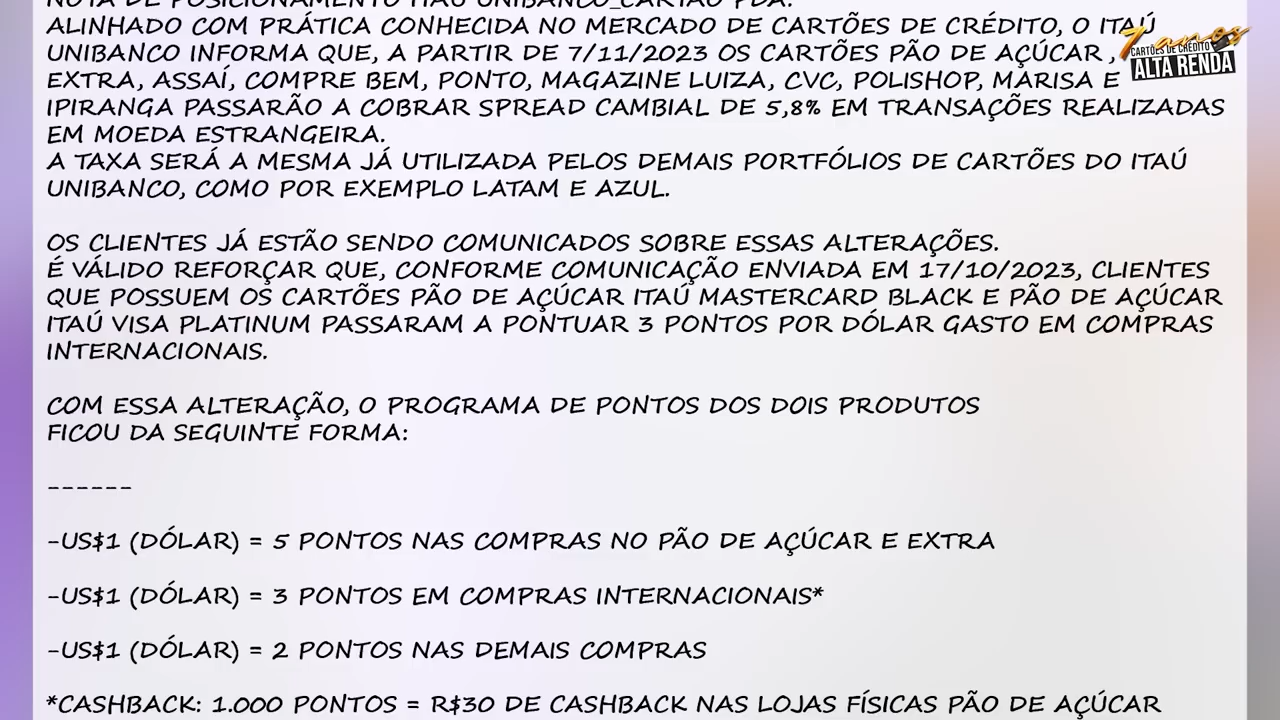 NOTA DE POSICIONAMENTO ITAÚ UNIBANCO_CARTÃO PDA:
ALINHADO COM PRÁTICA CONHECIDA NO MERCADO DE CARTÕES DE CRÉDITO, O ITAÚ
UNIBANCO INFORMA QUE, A PARTIR DE 7/11/2023 OS CARTÕES PÃO DE AÇÚCAR ,
EXTRA, ASSAÍ, COMPRE BEM, PONTO, MAGAZINE LUIZA, CVC, POLISHOP, MARISA E
IPIRANGA PASSARÃO A COBRAR SPREAD CAMBIAL DE 5,8% EM TRANSAÇÕES REALIZADAS
EM MOEDA ESTRANGEIRA.
A TAXA SERÁ A MESMA JÁ UTILIZADA PELOS DEMAIS PORTFÓLIOS DE CARTÕES DO ITAÚ
UNIBANCO, COMO POR EXEMPLO LATAM E AZUL.
OS CLIENTES JÁ ESTÃO SENDO COMUNICADOS SOBRE ESSAS ALTERAÇÕES.
É VÁLIDO REFORÇAR QUE, CONFORME COMUNICAÇÃO ENVIADA EM 17/10/2023, CLIENTES
QUE POSSUEM OS CARTÕES PÃO DE AÇÚCAR ITAÚ MASTERCARD BLACK E PÃO DE AÇÚCAR
ITAÚ VISA PLATINUM PASSARAM A PONTUAR 3 PONTOS POR DÓLAR GASTO EM COMPRAS
INTERNACIONAIS.
COM ESSA ALTERAÇÃO, O PROGRAMA DE PONTOS DOS DOIS PRODUTOS
FICOU DA SEGUINTE FORMA:
------
-US$1 (DÓLAR) = 5 PONTOS NAS COMPRAS NO PÃO DE AÇÚCAR E EXTRA
-US$1 (DÓLAR) = 3 PONTOS EM COMPRAS INTERNACIONAIS*
-US$1 (DÓLAR) = 2 PONTOS NAS DEMAIS COMPRAS
*CASHBACK: 1.000 PONTOS = R$30 DE CASHBACK NAS LOJAS FÍSICAS PÃO DE AÇÚCAR
7 anos
CARTÕES DE CRÉDITO
ALTA RENDA